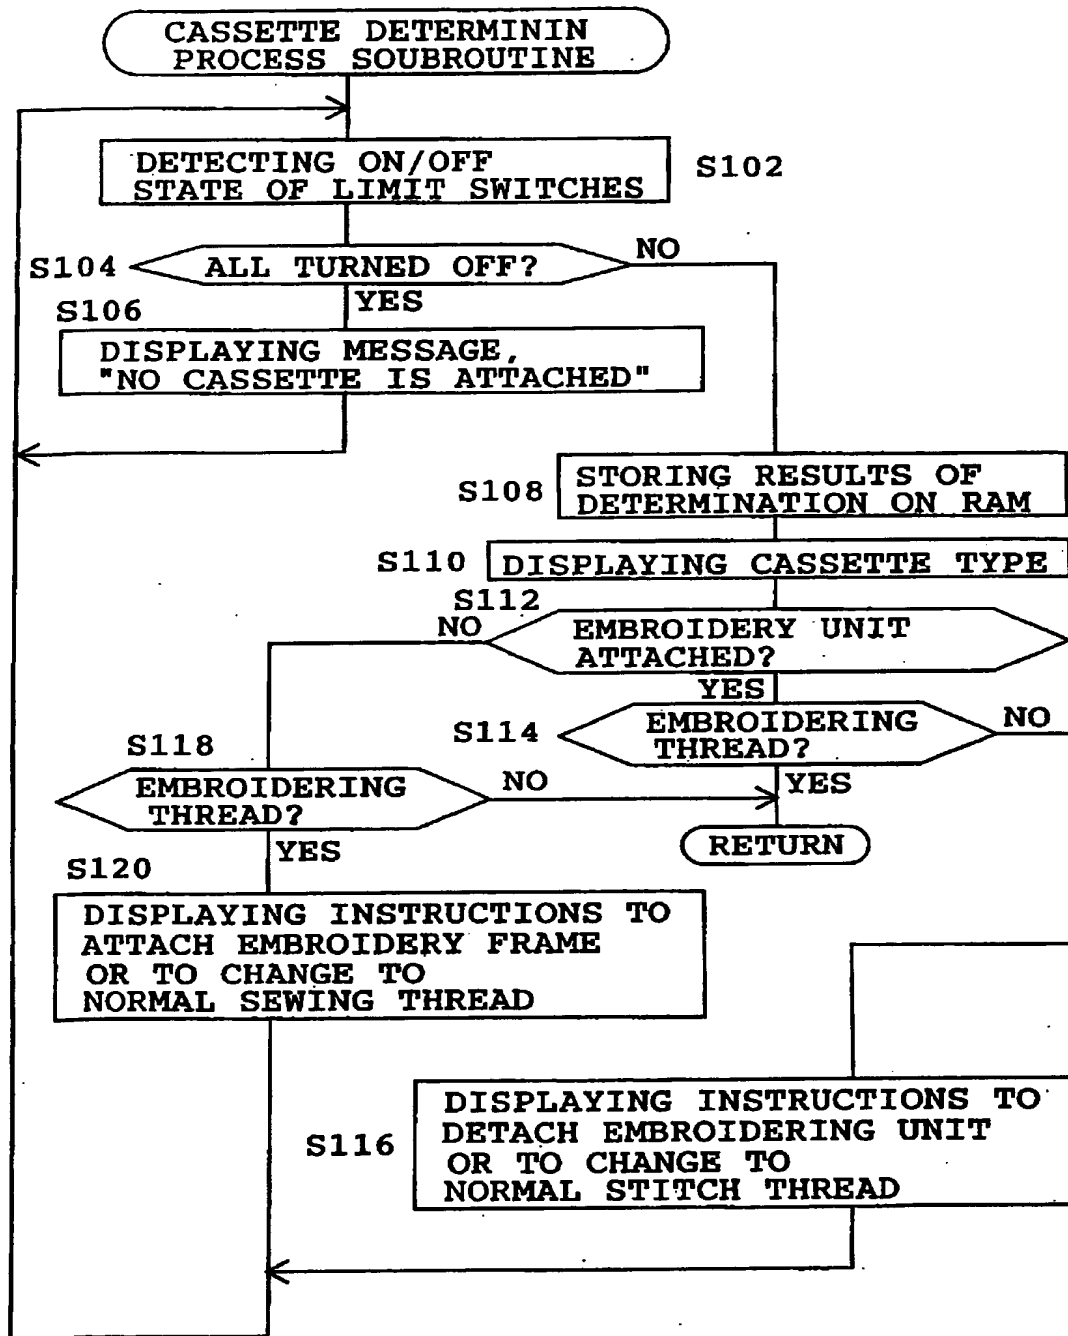 CASSETTE DETERMININ
PROCESS SOUBROUTINE
DETECTING ON/OFF
STATE OF LIMIT SWITCHES
S102
S104
ALL TURNED OFF?
NO
YES
S106
DISPLAYING MESSAGE,
"NO CASSETTE IS ATTACHED"
S108
STORING RESULTS OF
DETERMINATION ON RAM
S110
DISPLAYING CASSETTE TYPE
S112
NO
EMBROIDERY UNIT
ATTACHED?
YES
S114
EMBROIDERING
THREAD?
NO
YES
S118
EMBROIDERING
THREAD?
NO
YES
RETURN
S120
DISPLAYING INSTRUCTIONS TO
ATTACH EMBROIDERY FRAME
OR TO CHANGE TO
NORMAL SEWING THREAD
S116
DISPLAYING INSTRUCTIONS TO
DETACH EMBROIDERING UNIT
OR TO CHANGE TO
NORMAL STITCH THREAD